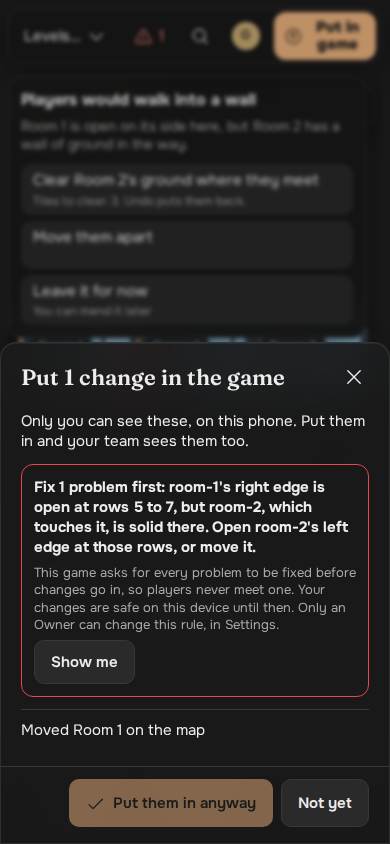 Levels...
1
G
Put in
game
Players would walk into a wall
Room 1 is open on its side here, but Room 2 has a
wall of ground in the way.
Clear Room 2's ground where they meet
Tiles to clear: 3. Undo puts them back.
Move them apart
Leave it for now
You can mend it later
Put 1 change in the game
Only you can see these, on this phone. Put them
in and your team sees them too.
Fix 1 problem first: room-1's right edge is
open at rows 5 to 7, but room-2, which
touches it, is solid there. Open room-2's left
edge at those rows, or move it.
This game asks for every problem to be fixed before
changes go in, so players never meet one. Your
changes are safe on this device until then. Only an
Owner can change this rule, in Settings.
Show me
Moved Room 1 on the map
Put them in anyway
Not yet